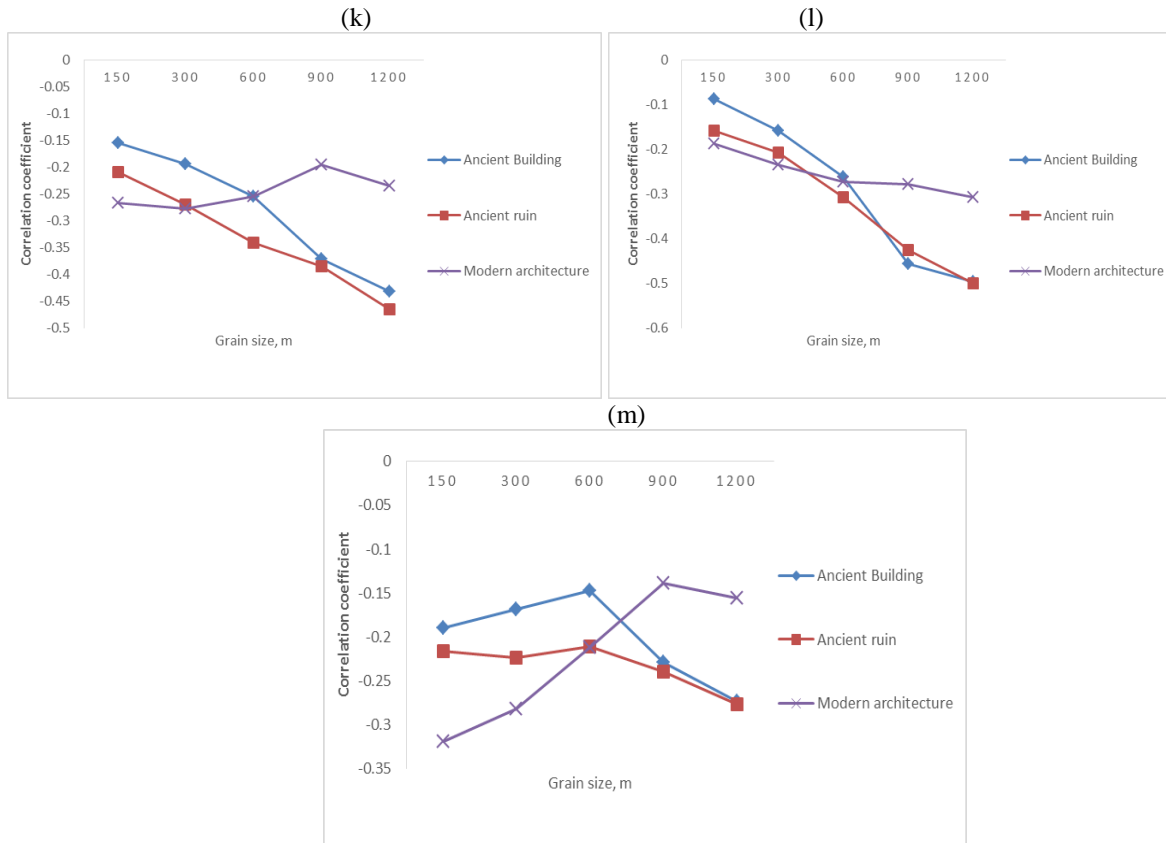 (k)
0
-0.05
-0.1
-0.15
-0.2
-0.25
-0.3
-0.35
-0.4
-0.45
-0.5
150 300 600 900 1200
Correlation coefficient
Grain size, m
Ancient Building
Ancient ruin
Modern architecture
(l)
0
-0.1
-0.2
-0.3
-0.4
-0.5
-0.6
150 300 600 900 1200
Correlation coefficient
Grain size, m
Ancient Building
Ancient ruin
Modern architecture
(m)
0
-0.05
-0.1
-0.15
-0.2
-0.25
-0.3
-0.35
150 300 600 900 1200
Correlation coefficient
Grain size, m
Ancient Building
Ancient ruin
Modern architecture